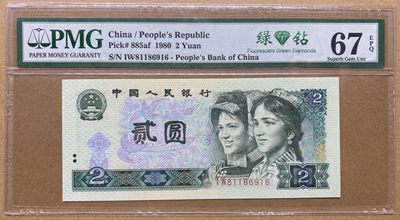 PMG
PAPER MONEY GUARANTY
China / People's Republic
Pick# 885af 1980 2 Yuan
S/N IW81186916 - People's Bank of China
绿钻
Fluorescent Green Diamonds
67 EPQ
Superb Gem Unc
中国人民银行
2
贰圆
IW81186916
2
2